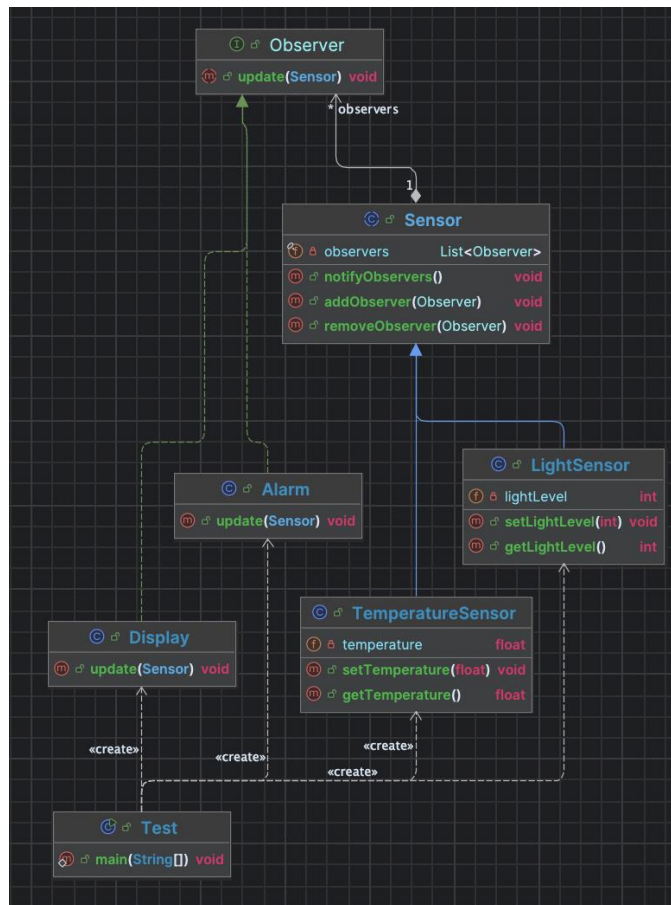 Observer
update(Sensor) void
* observers
1
Sensor
observers List<Observer>
notifyObservers() void
addObserver(Observer) void
removeObserver(Observer) void
LightSensor
lightLevel int
setLightLevel(int) void
getLightLevel() int
Alarm
update(Sensor) void
TemperatureSensor
temperature float
setTemperature(float) void
getTemperature() float
Display
update(Sensor) void
«create»
«create»
«create»
«create»
Test
main(String[]) void